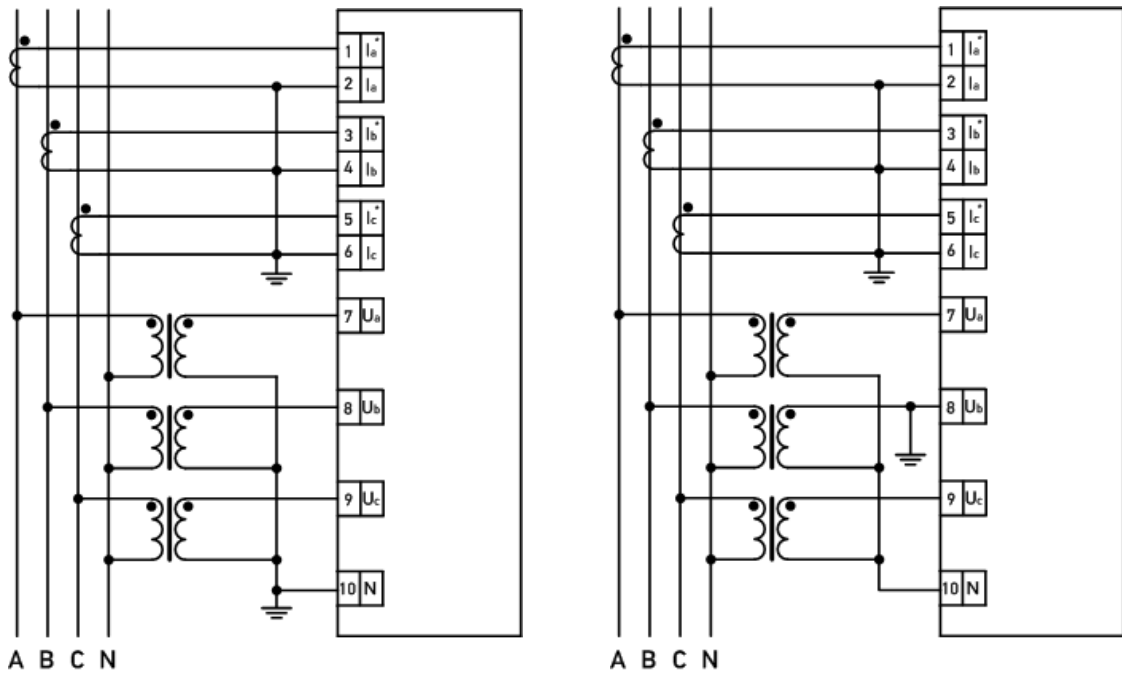 1 Ia* 1 Ia*
2 Ia 2 Ia
3 Ib* 3 Ib*
4 Ib 4 Ib
5 Ic* 5 Ic*
6 Ic 6 Ic
7 Ua 7 Ua
8 Ub 8 Ub
9 Uc 9 Uc
10 N 10 N
A B C N A B C N